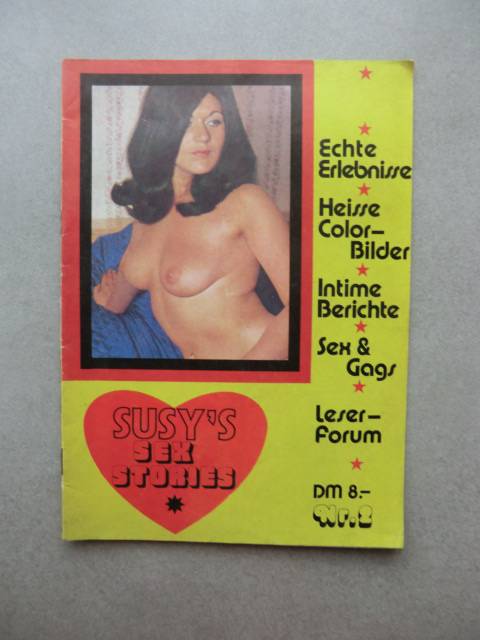 Echte
Erlebnisse
Heisse
Color-
Bilder
Intime
Berichte
Sex &
Gags
Leser-
Forum
DM 8.-
Nr. 2
SUSY'S
SEX
STORIES